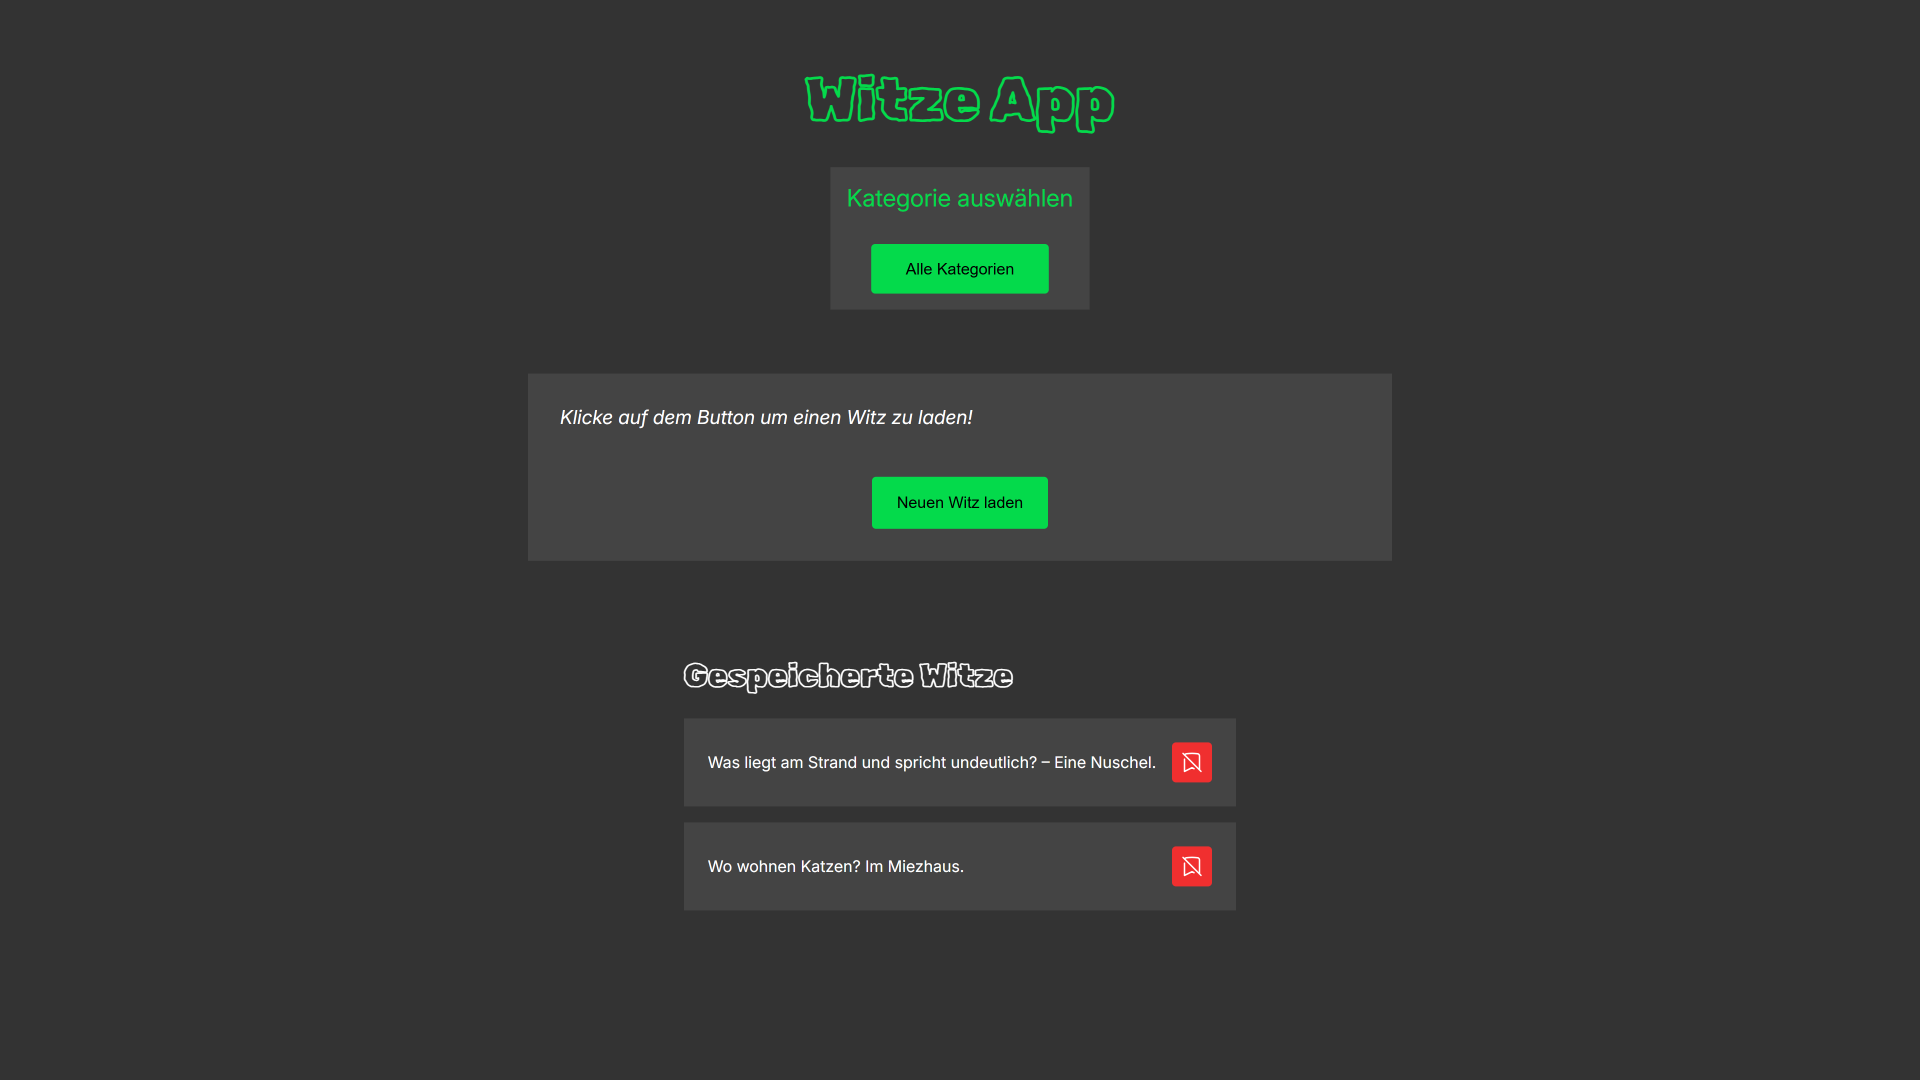 Witze App
Kategorie auswählen
Alle Kategorien
Klicke auf dem Button um einen Witz zu laden!
Neuen Witz laden
Gespeicherte Witze
Was liegt am Strand und spricht undeutlich? – Eine Nuschel.
Wo wohnen Katzen? Im Miezhaus.